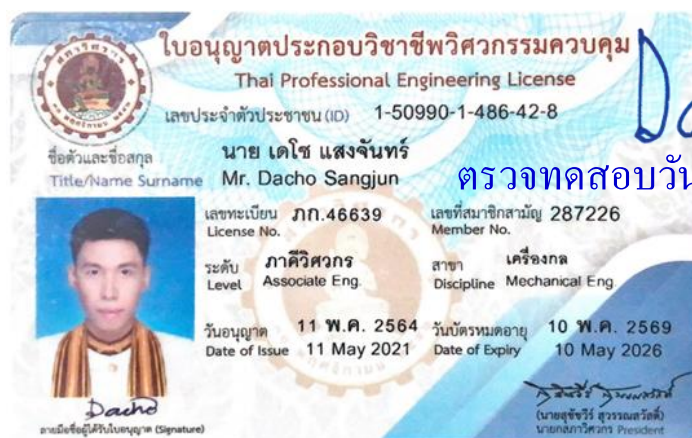 ใบอนุญาตประกอบวิชาชีพวิศวกรรมควบคุม
Thai Professional Engineering License
เลขประจำตัวประชาชน (ID) 1-50990-1-486-42-8
ชื่อตัวและชื่อสกุล นาย เดโช แสงจันทร์
Title/Name Surname Mr. Dacho Sangjun
ตรวจทดสอบวัน
เลขทะเบียน ภก.46639 เลขที่สมาชิกสามัญ 287226
License No. Member No.
ระดับ ภาคีวิศวกร สาขา เครื่องกล
Level Associate Eng. Discipline Mechanical Eng.
วันอนุญาต 11 พ.ค. 2564 วันบัตรหมดอายุ 10 พ.ค. 2569
Date of Issue 11 May 2021 Date of Expiry 10 May 2026
Dacho
ลายมือชื่อผู้ได้รับใบอนุญาต (Signature)
(นายสุชัชวีร์ สุวรรณสวัสดิ์)
นายกสภาวิศวกร President